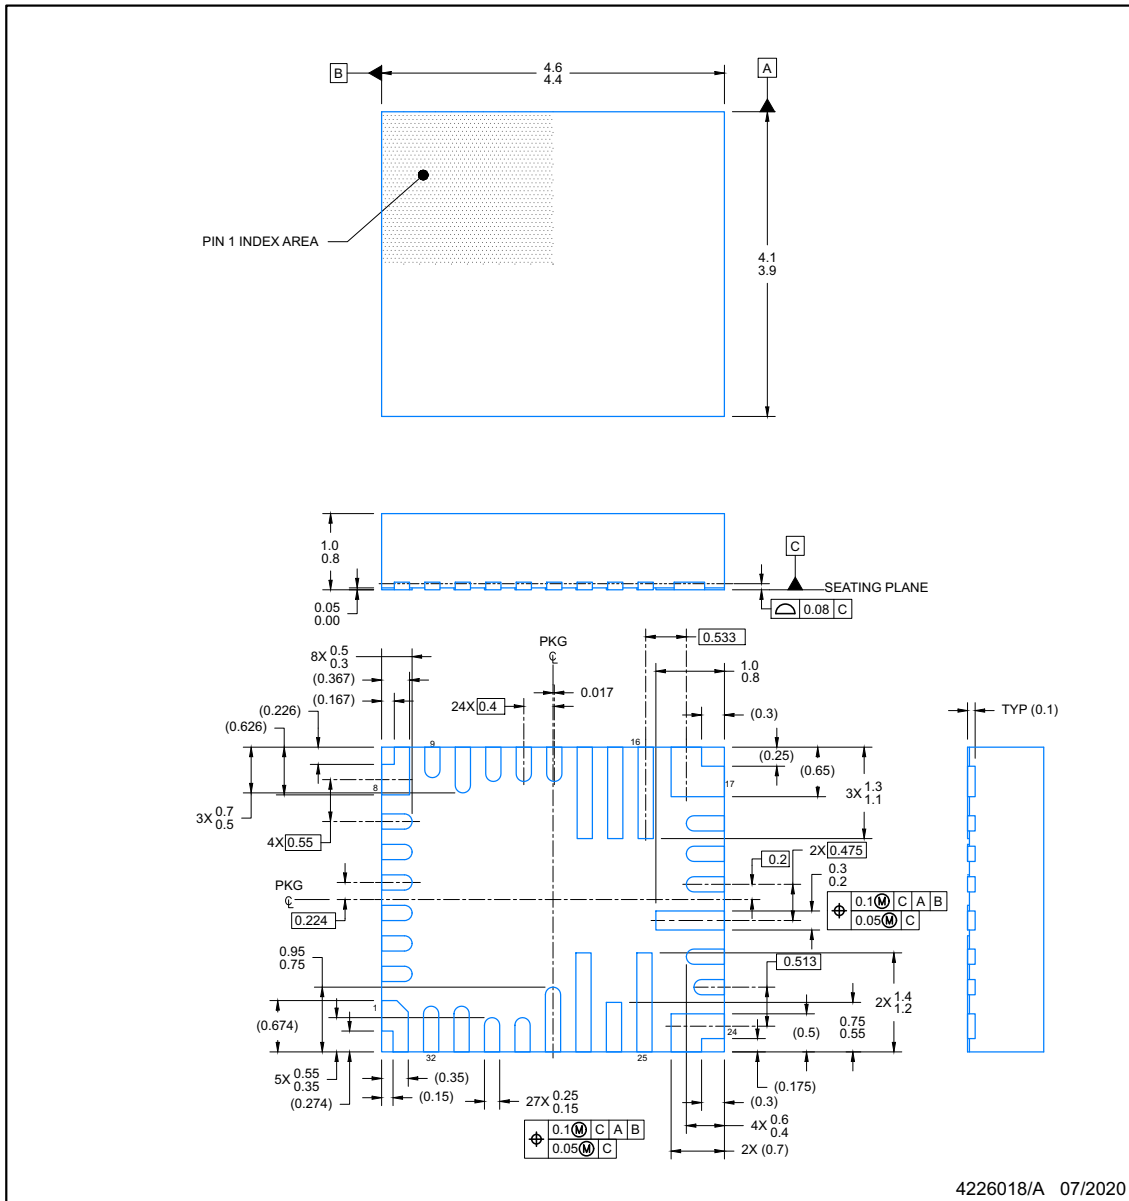 B
4.6
4.4
A
PIN 1 INDEX AREA
4.1
3.9
1.0
0.8
C
SEATING PLANE
0.05
0.00
0.08 C
PKG
℄
0.533
8X 0.5
0.3
(0.367)
(0.167)
24X 0.4
0.017
1.0
0.8
(0.3)
TYP (0.1)
(0.226)
(0.626)
9
16
(0.25)
(0.65)
8
17
3X 1.3
1.1
3X 0.7
0.5
4X 0.55
0.2
2X 0.475
0.3
0.2
PKG
℄
0.224
0.1 Ⓜ C A B
0.05 Ⓜ C
0.95
0.75
0.513
1
2X 1.4
1.2
(0.674)
(0.5)
0.75
0.55
24
32
25
5X 0.55
0.35
(0.35)
(0.175)
(0.274)
(0.15)
27X 0.25
0.15
(0.3)
0.1 Ⓜ C A B
0.05 Ⓜ C
4X 0.6
0.4
2X (0.7)
4226018/A 07/2020